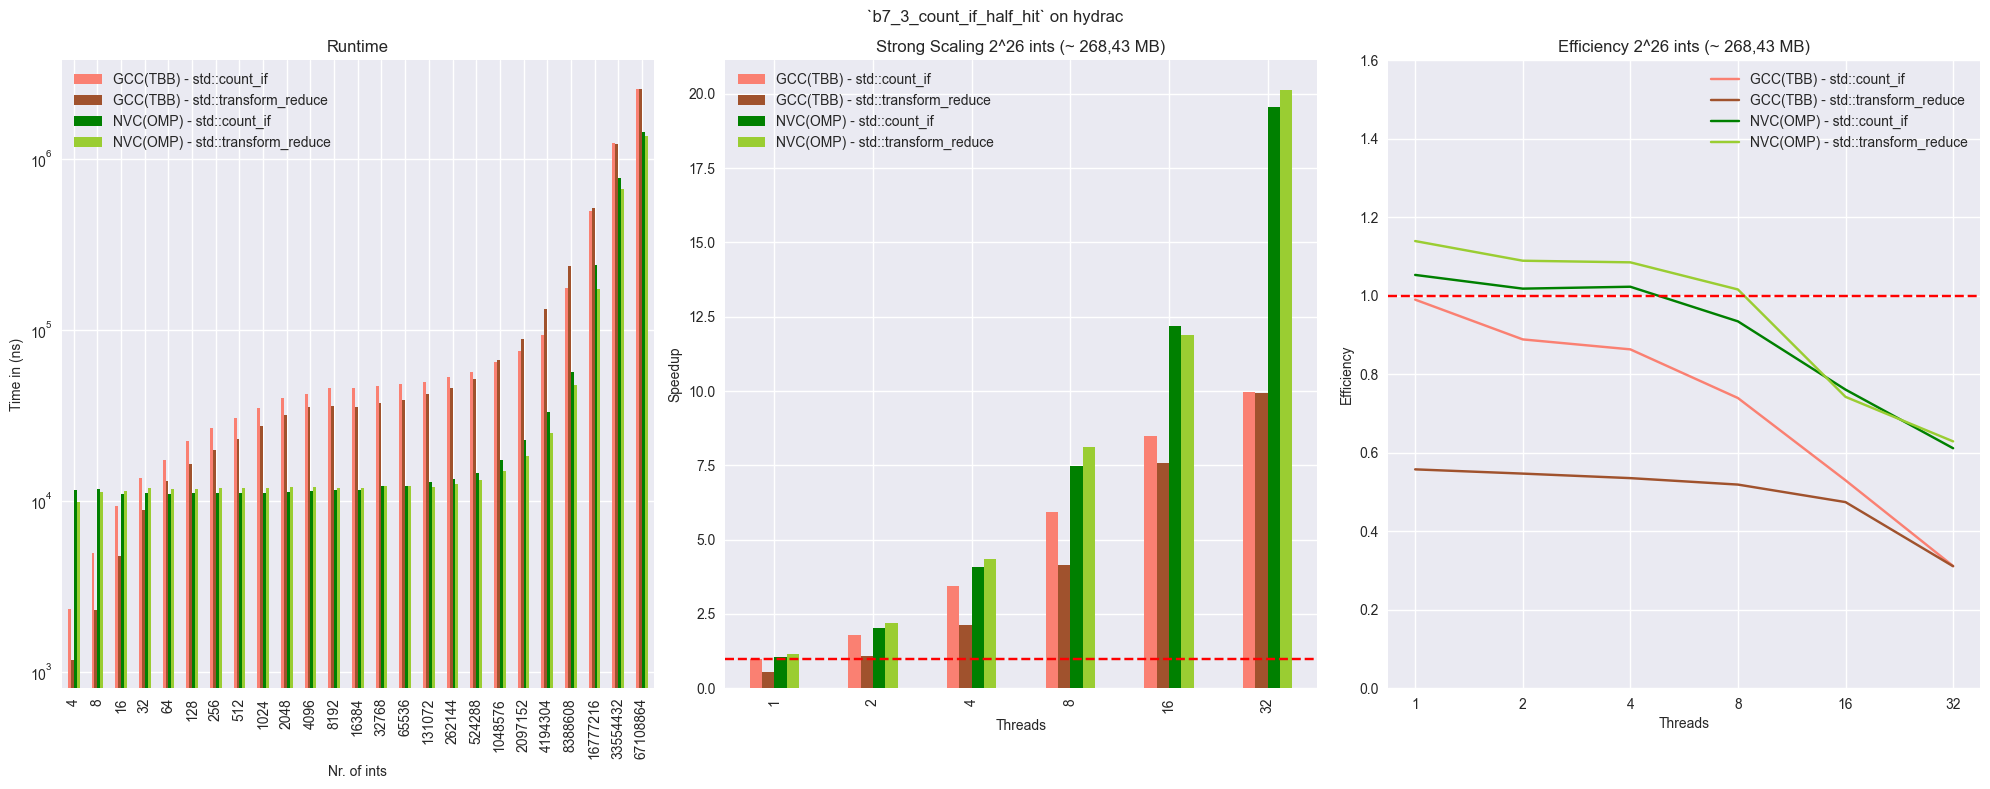 `b7_3_count_if_half_hit` on hydrac
Runtime
GCC(TBB) - std::count_if
GCC(TBB) - std::transform_reduce
NVC(OMP) - std::count_if
NVC(OMP) - std::transform_reduce
Time in (ns)
10^6
10^5
10^4
10^3
4 8 16 32 64 128 256 512 1024 2048 4096 8192 16384 32768 65536 131072 262144 524288 1048576 2097152 4194304 8388608 16777216 33554432 67108864
Nr. of ints
Strong Scaling 2^26 ints (~ 268,43 MB)
GCC(TBB) - std::count_if
GCC(TBB) - std::transform_reduce
NVC(OMP) - std::count_if
NVC(OMP) - std::transform_reduce
Speedup
20.0
17.5
15.0
12.5
10.0
7.5
5.0
2.5
0.0
1 2 4 8 16 32
Threads
Efficiency 2^26 ints (~ 268,43 MB)
GCC(TBB) - std::count_if
GCC(TBB) - std::transform_reduce
NVC(OMP) - std::count_if
NVC(OMP) - std::transform_reduce
Efficiency
1.6
1.4
1.2
1.0
0.8
0.6
0.4
0.2
0.0
1 2 4 8 16 32
Threads